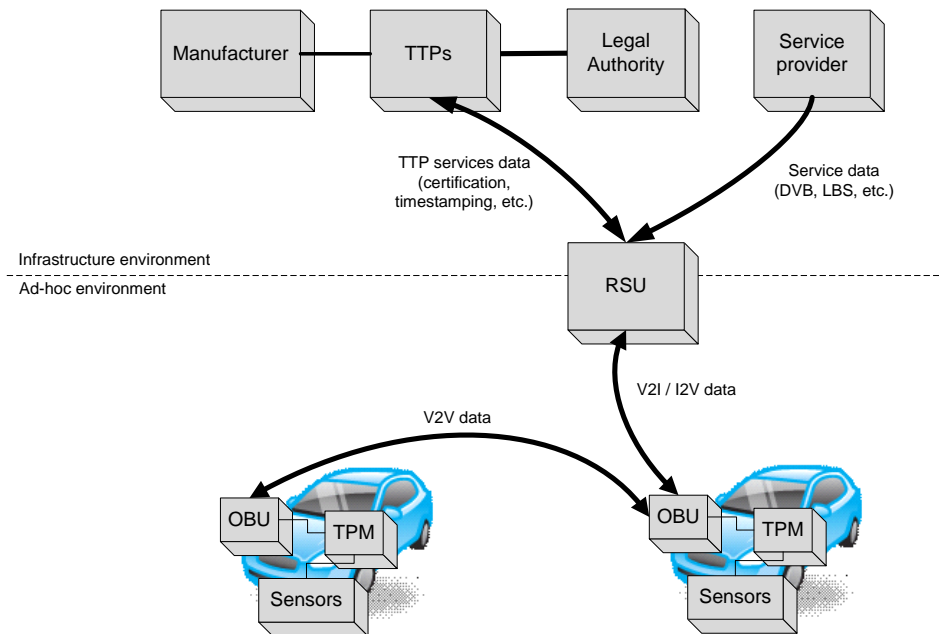 Manufacturer
TTPs
Legal
Authority
Service
provider
TTP services data
(certification,
timestamping, etc.)
Service data
(DVB, LBS, etc.)
Infrastructure environment
Ad-hoc environment
RSU
V2I / I2V data
V2V data
OBU
TPM
Sensors
OBU
TPM
Sensors